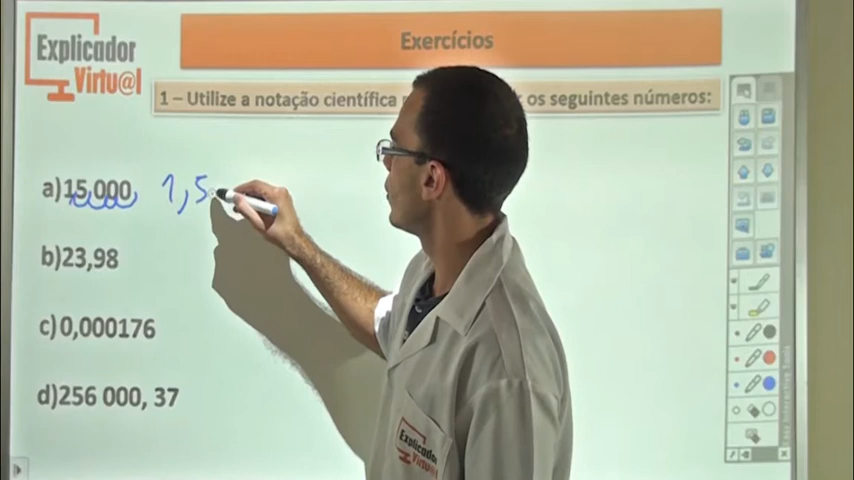 Explicador
Virtu@l
Exercícios
1 – Utilize a notação científica os seguintes números:
a)15.000 1,5
b)23,98
c)0,000176
d)256 000, 37
Explicador
Virtu@l